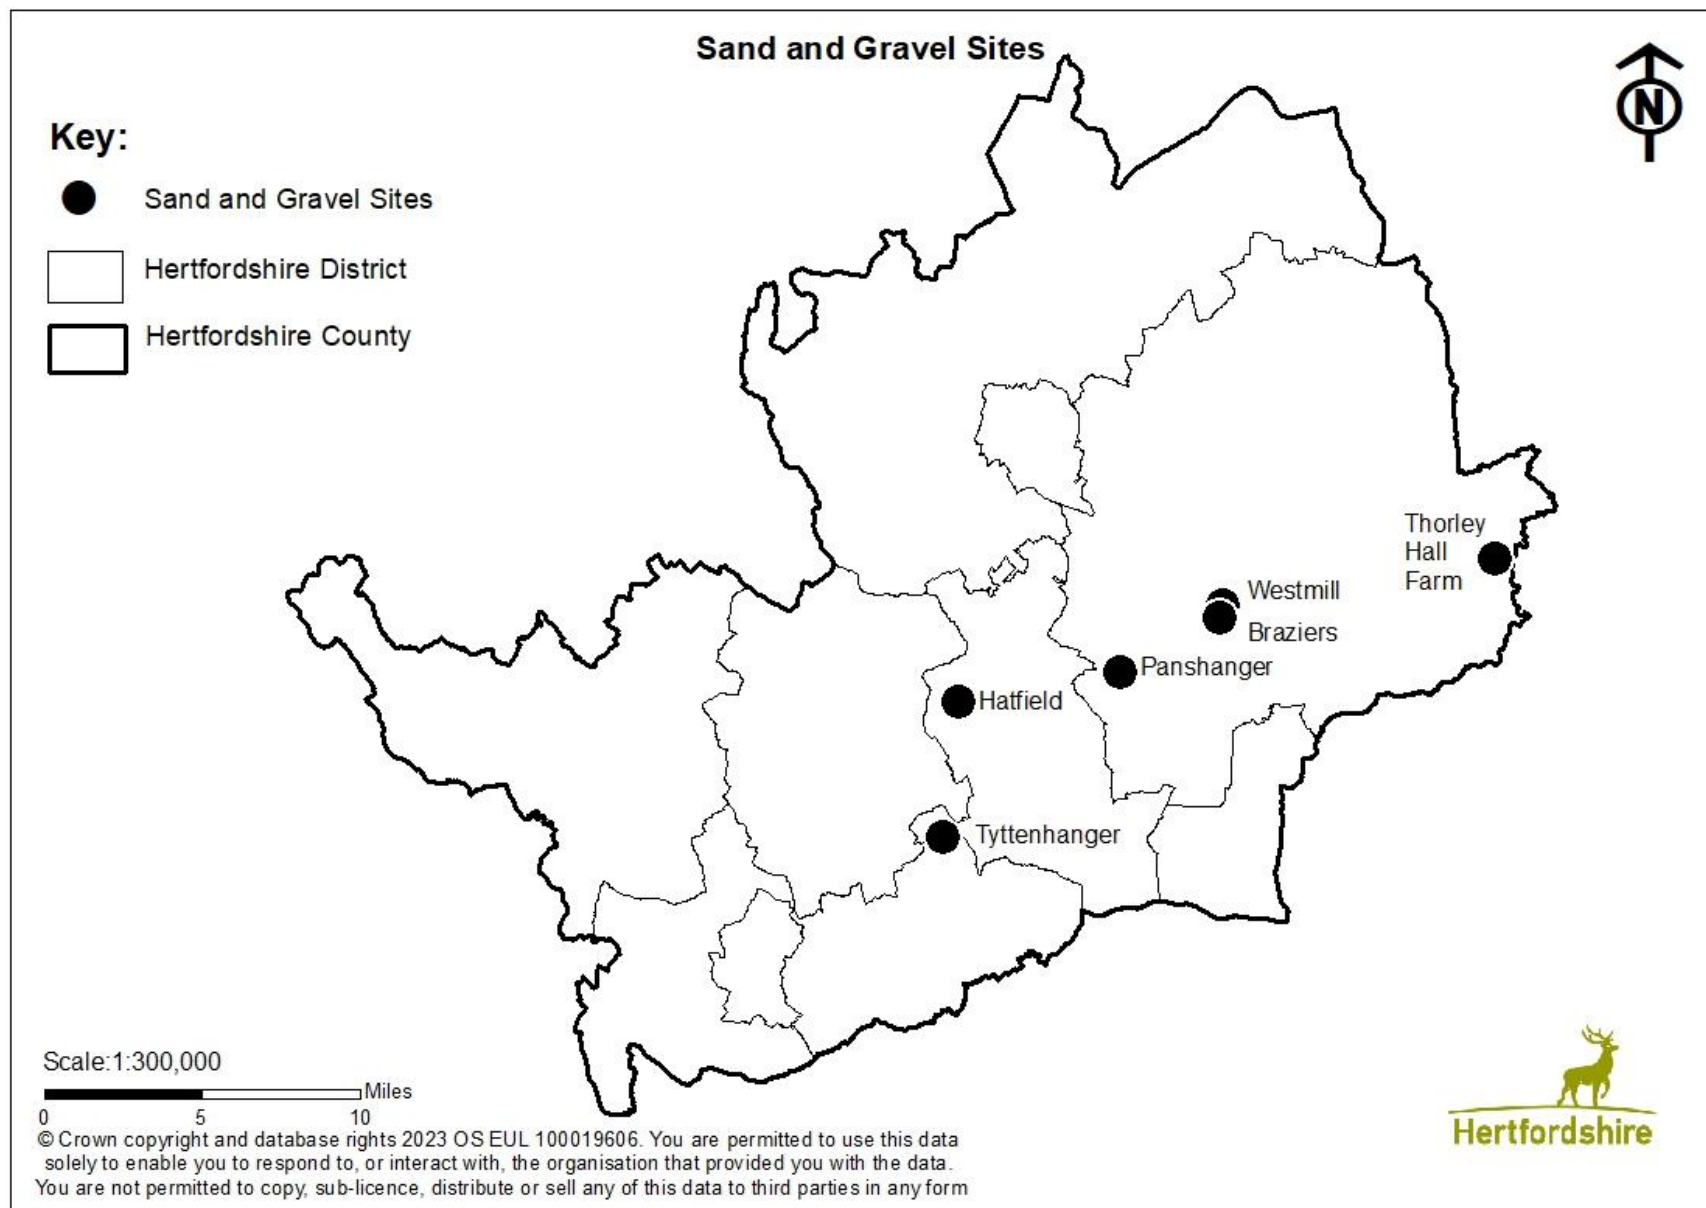 Sand and Gravel Sites
N
Key:
Sand and Gravel Sites
Hertfordshire District
Hertfordshire County
Thorley
Hall
Farm
Westmill
Braziers
Panshanger
Hatfield
Tyttenhanger
Scale:1:300,000
Miles
0 5 10
© Crown copyright and database rights 2023 OS EUL 100019606. You are permitted to use this data
solely to enable you to respond to, or interact with, the organisation that provided you with the data.
You are not permitted to copy, sub-licence, distribute or sell any of this data to third parties in any form
Hertfordshire